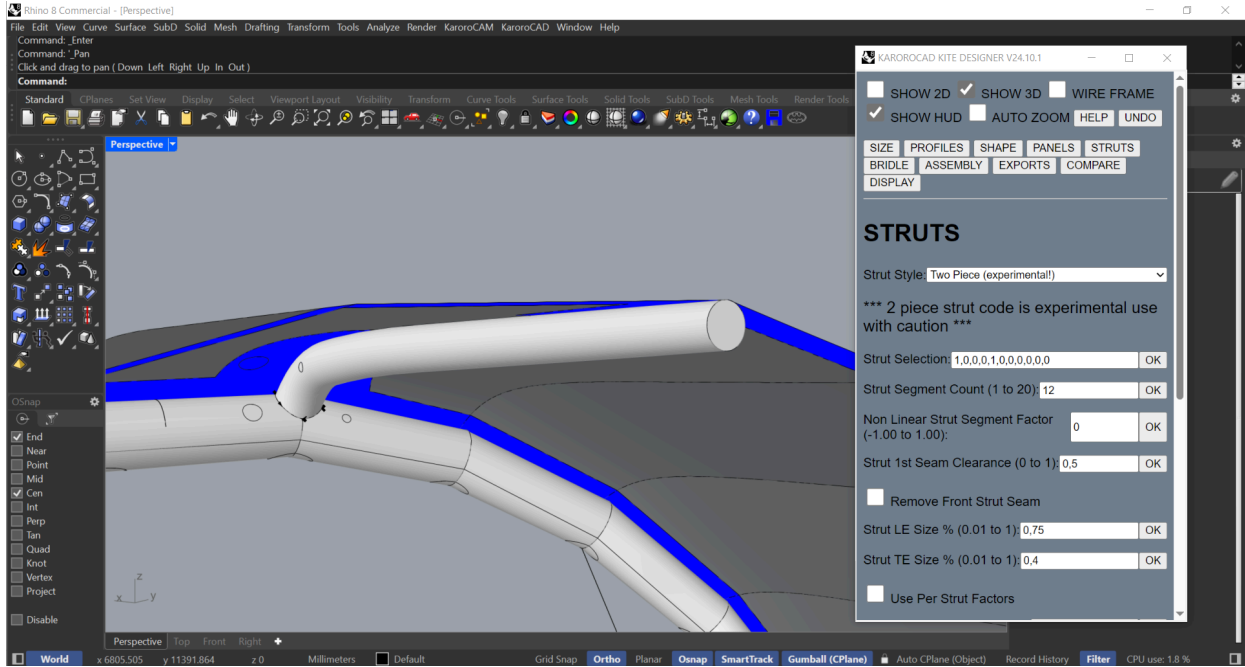 Rhino 8 Commercial - [Perspective]
File Edit View Curve Surface SubD Solid Mesh Drafting Transform Tools Analyze Render KaroroCAM KaroroCAD Window Help
Command: _Enter
Command: '_Pan
Click and drag to pan ( Down Left Right Up In Out )
Command:
Standard CPlanes Set View Display Select Viewport Layout Visibility Transform Curve Tools Surface Tools Solid Tools SubD Tools Mesh Tools Render Tools
Perspective
KAROROCAD KITE DESIGNER V24.10.1
SHOW 2D SHOW 3D WIRE FRAME
SHOW HUD AUTO ZOOM HELP UNDO
SIZE PROFILES SHAPE PANELS STRUTS
BRIDLE ASSEMBLY EXPORTS COMPARE
DISPLAY
STRUTS
Strut Style: Two Piece (experimental!)
*** 2 piece strut code is experimental use
with caution ***
Strut Selection: 1,0,0,0,1,0,0,0,0,0,0 OK
Strut Segment Count (1 to 20): 12 OK
Non Linear Strut Segment Factor
(-1.00 to 1.00): 0 OK
Strut 1st Seam Clearance (0 to 1): 0,5 OK
Remove Front Strut Seam
Strut LE Size % (0.01 to 1): 0,75 OK
Strut TE Size % (0.01 to 1): 0,4 OK
Use Per Strut Factors
OSnap
End
Near
Point
Mid
Cen
Int
Perp
Tan
Quad
Knot
Vertex
Project
Disable
z
x y
Perspective Top Front Right
World x 6805.505 y 11391.864 z 0 Millimeters Default Grid Snap Ortho Planar Osnap SmartTrack Gumball (CPlane) Auto CPlane (Object) Record History Filter CPU use: 1.8 %